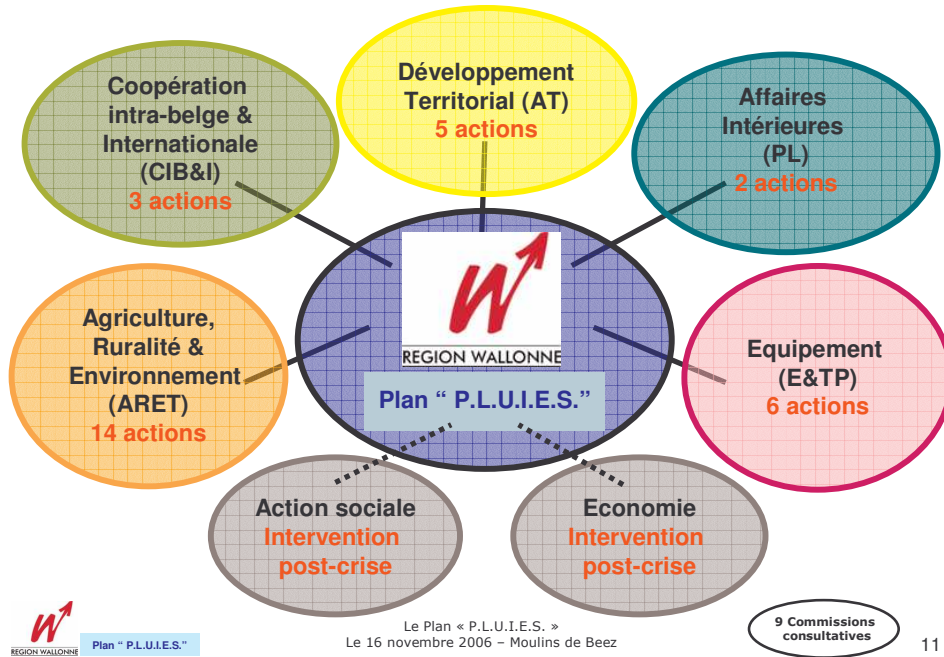 Coopération
intra-belge &
Internationale
(CIB&I)
3 actions
Développement
Territorial (AT)
5 actions
Affaires
Intérieures
(PL)
2 actions
REGION WALLONNE
Plan “ P.L.U.I.E.S.”
Agriculture,
Ruralité &
Environnement
(ARET)
14 actions
Equipement
(E&TP)
6 actions
Action sociale
Intervention
post-crise
Economie
Intervention
post-crise
REGION WALLONNE
Plan “ P.L.U.I.E.S.”
Le Plan « P.L.U.I.E.S. »
Le 16 novembre 2006 – Moulins de Beez
9 Commissions
consultatives
11